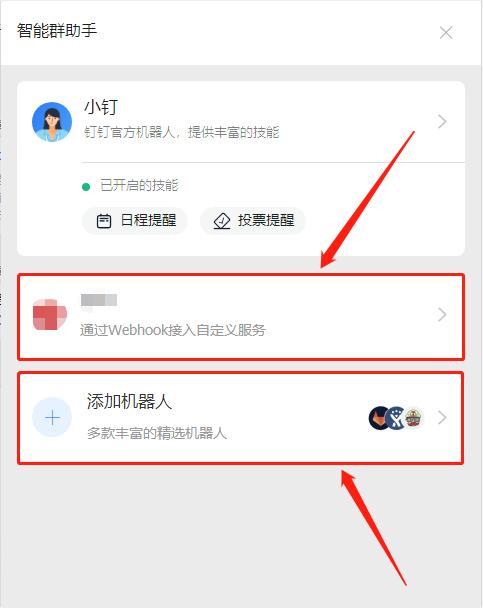 智能群助手
小钉
钉钉官方机器人，提供丰富的技能
已开启的技能
日程提醒
投票提醒
通过Webhook接入自定义服务
添加机器人
多款丰富的精选机器人